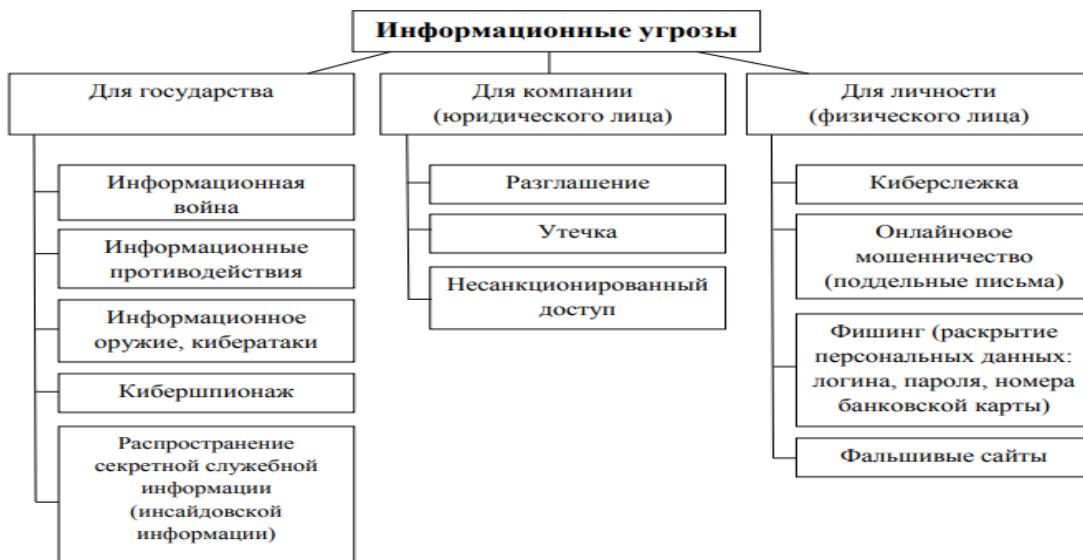 Информационные угрозы
Для государства
Информационная
война
Информационные
противодействия
Информационное
оружие, кибератаки
Кибершпионаж
Распространение
секретной служебной
информации
(инсайдовской
информации)
Для компании
(юридического лица)
Разглашение
Утечка
Несанкционированный
доступ
Для личности
(физического лица)
Киберслежка
Онлайновое
мошенничество
(поддельные письма)
Фишинг (раскрытие
персональных данных:
логина, пароля, номера
банковской карты)
Фальшивые сайты